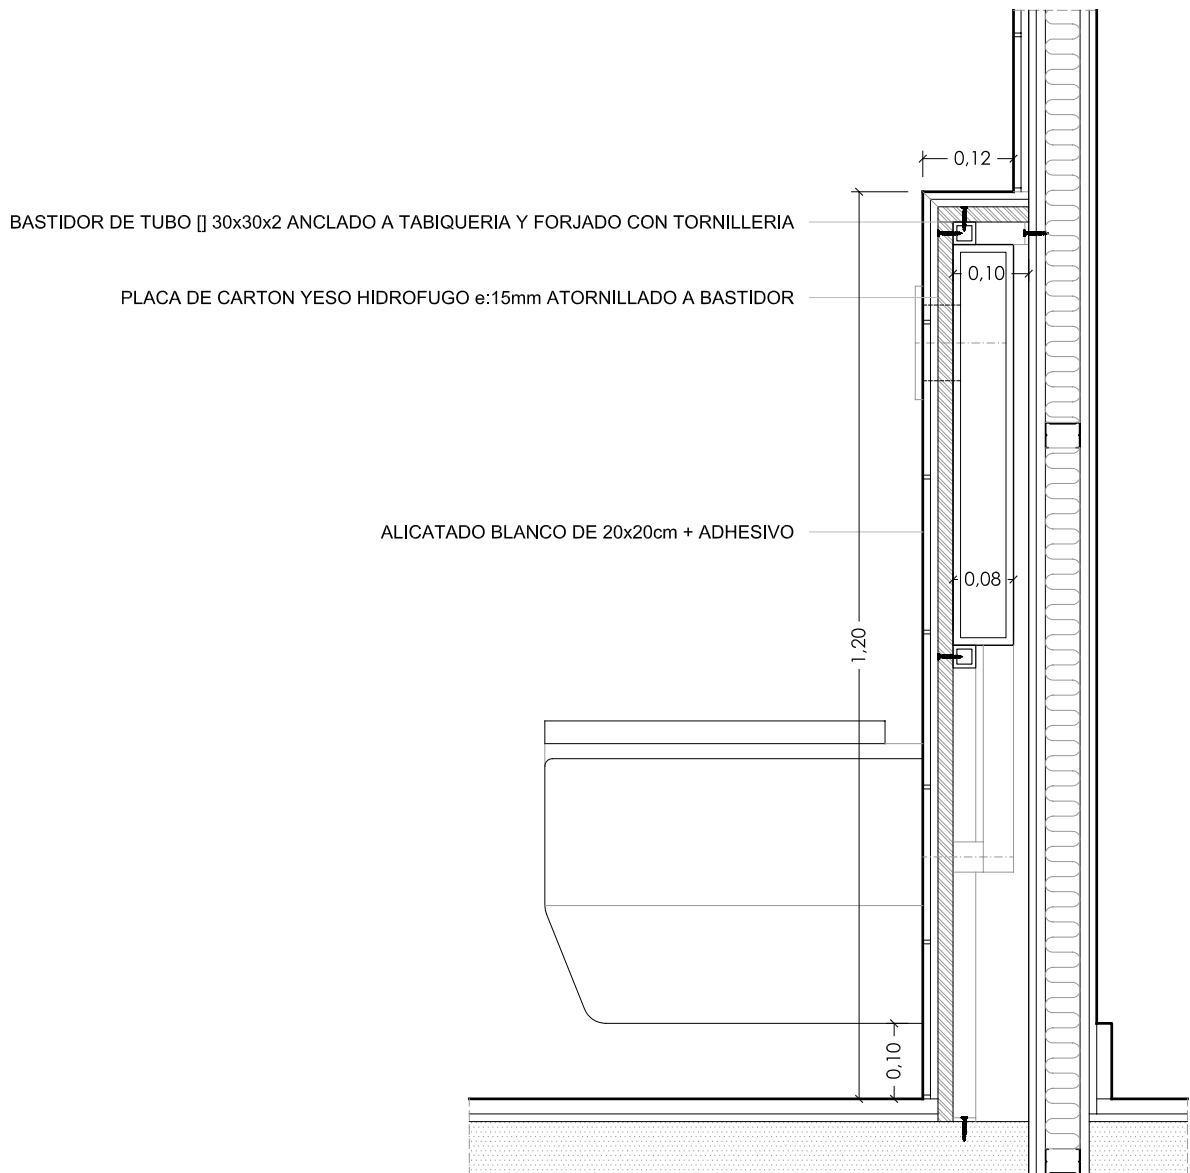 0,12
BASTIDOR DE TUBO [] 30x30x2 ANCLADO A TABIQUERIA Y FORJADO CON TORNILLERIA
0,10
PLACA DE CARTON YESO HIDROFUGO e:15mm ATORNILLADO A BASTIDOR
ALICATADO BLANCO DE 20x20cm + ADHESIVO
0,08
1,20
0,10